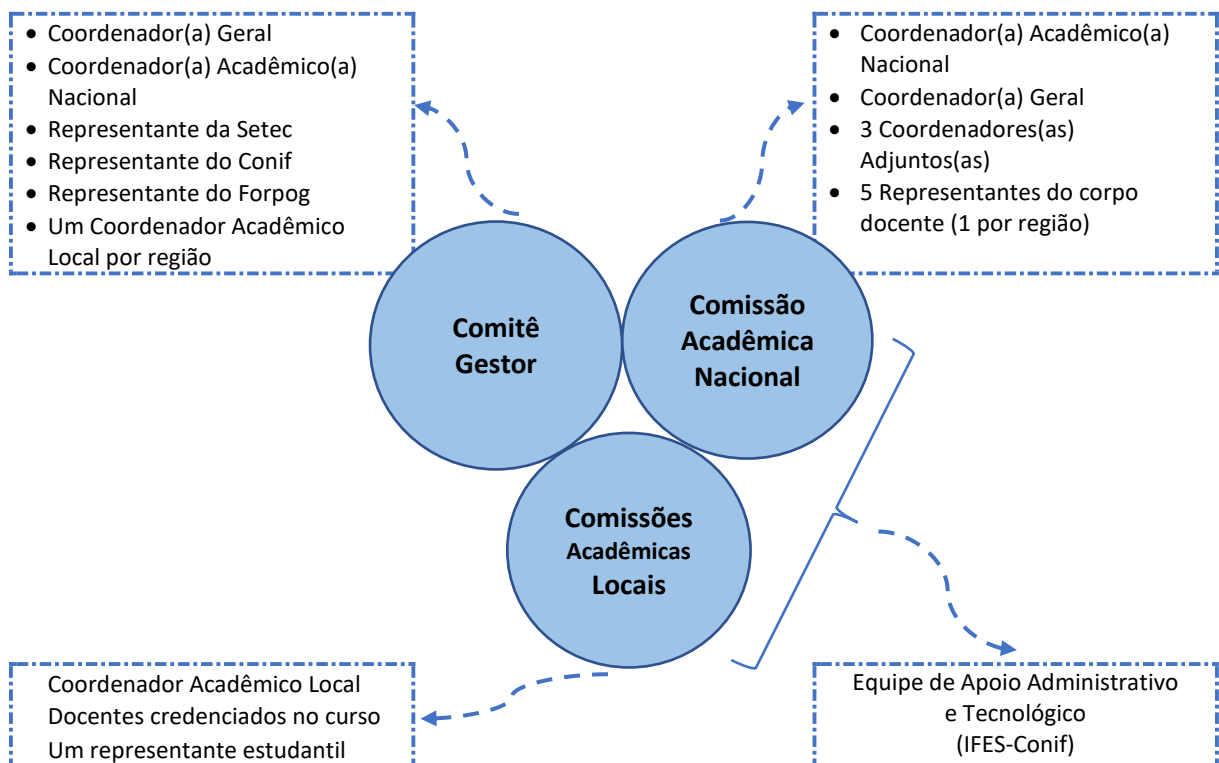 • Coordenador(a) Geral
• Coordenador(a) Acadêmico(a)
Nacional
• Representante da Setec
• Representante do Conif
• Representante do Forpog
• Um Coordenador Acadêmico
Local por região
• Coordenador(a) Acadêmico(a)
Nacional
• Coordenador(a) Geral
• 3 Coordenadores(as)
Adjuntos(as)
• 5 Representantes do corpo
docente (1 por região)
Comitê
Gestor
Comissão
Acadêmica
Nacional
Comissões
Acadêmicas
Locais
Coordenador Acadêmico Local
Docentes credenciados no curso
Um representante estudantil
Equipe de Apoio Administrativo
e Tecnológico
(IFES-Conif)